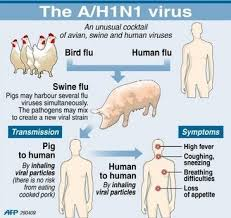 The A/H1N1 virus
An unusual cocktail
of avian, swine and human viruses
Bird flu
Human flu
Swine flu
Pigs may harbour several flu
viruses simultaneously.
The pathogens may mix
to create a new viral strain
Transmission
Pig
to human
By inhaling
viral particles
(there is no risk
from eating
cooked pork)
Human
to human
By inhaling
viral particles
Symptoms
High fever
Coughing,
sneezing
Breathing
difficulties
Loss of
appetite
AFP 290409